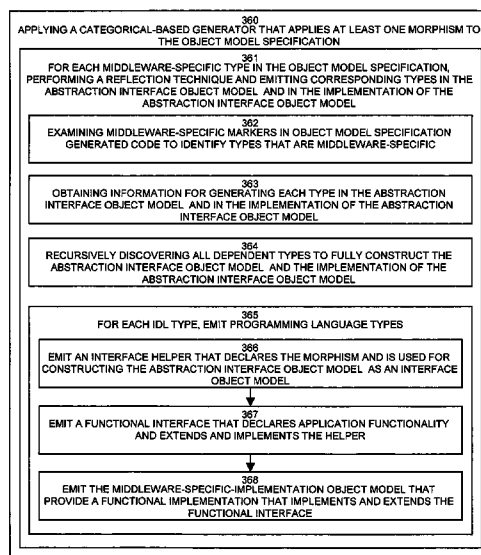 360
APPLYING A CATEGORICAL-BASED GENERATOR THAT APPLIES AT LEAST ONE MORPHISM TO
THE OBJECT MODEL SPECIFICATION
361
FOR EACH MIDDLEWARE-SPECIFIC TYPE IN THE OBJECT MODEL SPECIFICATION,
PERFORMING A REFLECTION TECHNIQUE AND EMITTING CORRESPONDING TYPES IN THE
ABSTRACTION INTERFACE OBJECT MODEL AND IN THE IMPLEMENTATION OF THE
ABSTRACTION INTERFACE OBJECT MODEL
362
EXAMINING MIDDLEWARE-SPECIFIC MARKERS IN OBJECT MODEL SPECIFICATION
GENERATED CODE TO IDENTIFY TYPES THAT ARE MIDDLEWARE-SPECIFIC
363
OBTAINING INFORMATION FOR GENERATING EACH TYPE IN THE ABSTRACTION
INTERFACE OBJECT MODEL AND IN THE IMPLEMENTATION OF THE ABSTRACTION
INTERFACE OBJECT MODEL
364
RECURSIVELY DISCOVERING ALL DEPENDENT TYPES TO FULLY CONSTRUCT THE
ABSTRACTION INTERFACE OBJECT MODEL AND THE IMPLEMENTATION OF THE
ABSTRACTION INTERFACE OBJECT MODEL
365
FOR EACH IDL TYPE, EMIT PROGRAMMING LANGUAGE TYPES
366
EMIT AN INTERFACE HELPER THAT DECLARES THE MORPHISM AND IS USED FOR
CONSTRUCTING THE ABSTRACTION INTERFACE OBJECT MODEL AS AN INTERFACE
OBJECT MODEL
367
EMIT A FUNCTIONAL INTERFACE THAT DECLARES APPLICATION FUNCTIONALITY
AND EXTENDS AND IMPLEMENTS THE HELPER
368
EMIT THE MIDDLEWARE-SPECIFIC-IMPLEMENTATION OBJECT MODEL THAT
PROVIDE A FUNCTIONAL IMPLEMENTATION THAT IMPLEMENTS AND EXTENDS THE
FUNCTIONAL INTERFACE